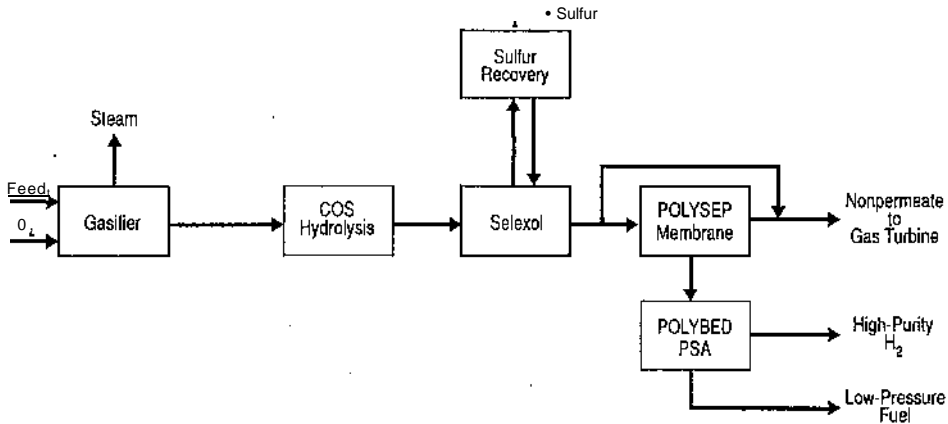 • Sulfur
Sulfur
Recovery
Steam
Feed
O2
Gasifier
COS
Hydrolysis
Selexol
POLYSEP
Membrane
Nonpermeate
to
Gas Turbine
POLYBED
PSA
High-Purity
H2
Low-Pressure
Fuel